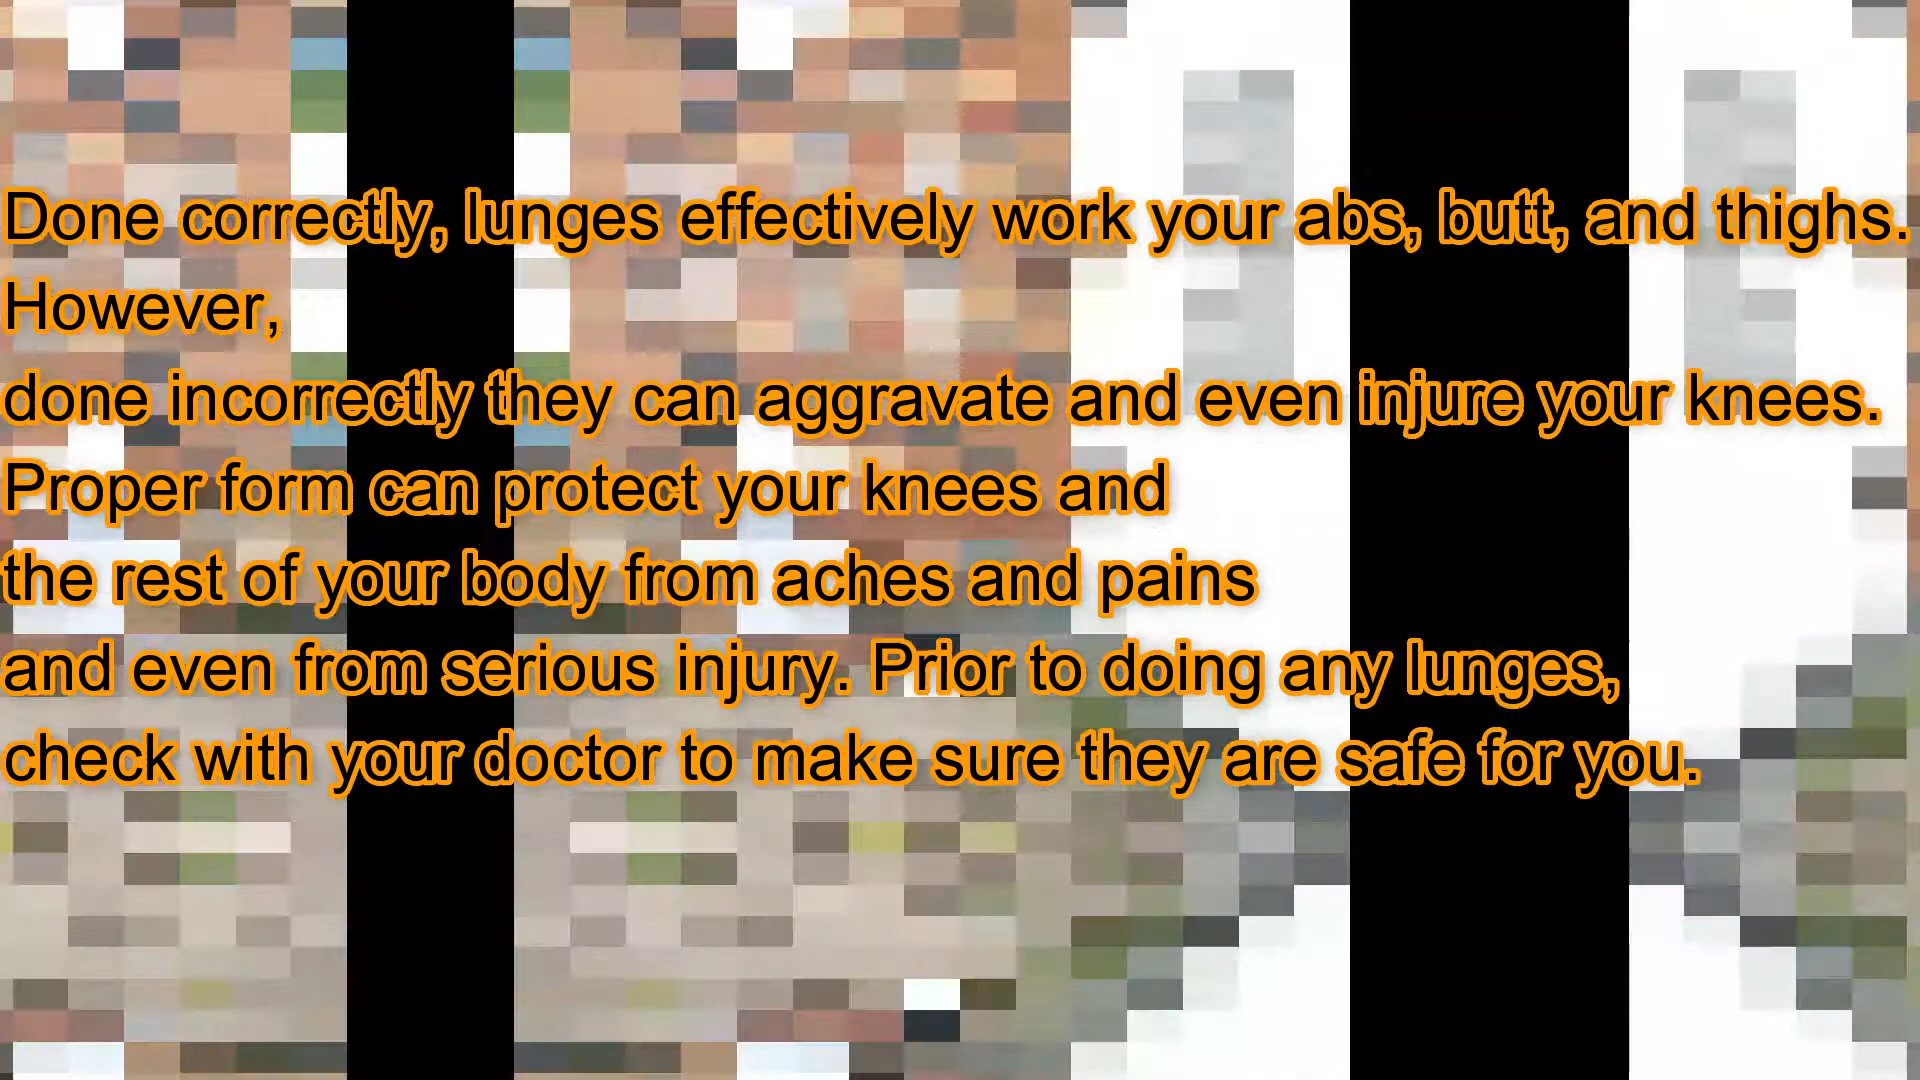 Done correctly, lunges effectively work your abs, butt, and thighs.
However,
done incorrectly they can aggravate and even injure your knees.
Proper form can protect your knees and
the rest of your body from aches and pains
and even from serious injury. Prior to doing any lunges,
check with your doctor to make sure they are safe for you.